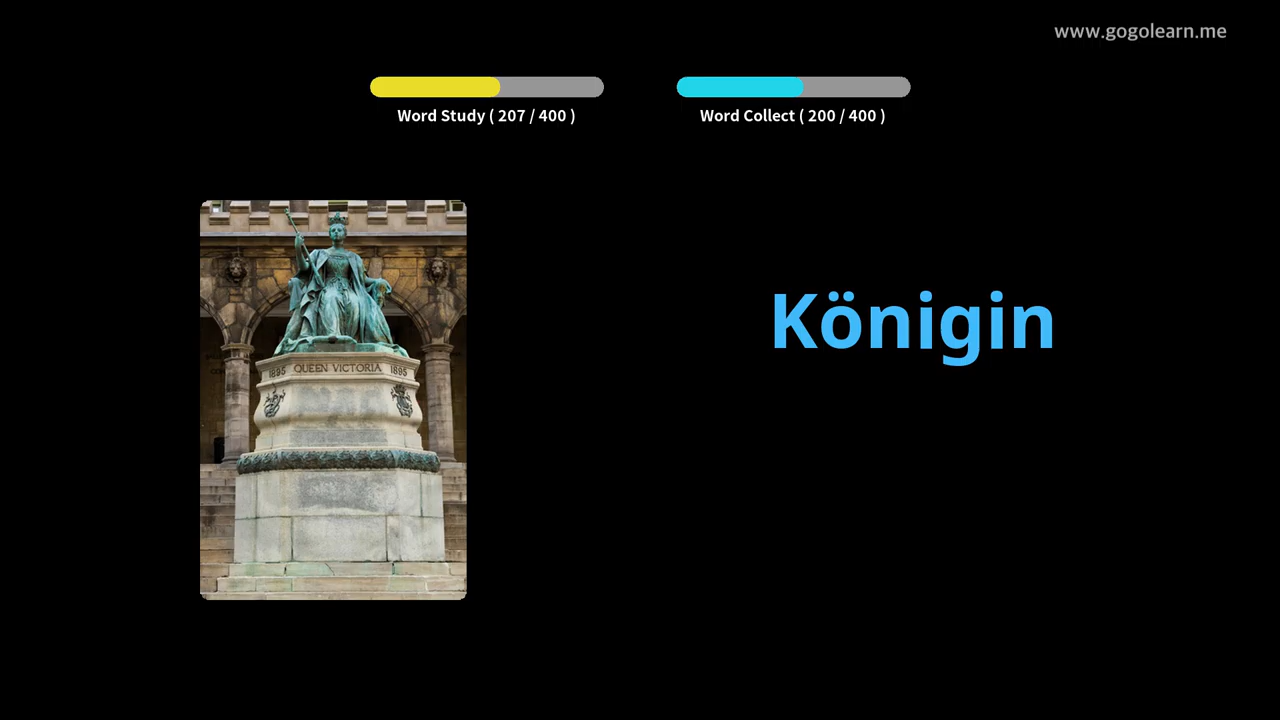 www.gogolearn.me
Word Study ( 207 / 400 )
Word Collect ( 200 / 400 )
Königin
1895 QUEEN VICTORIA 1895